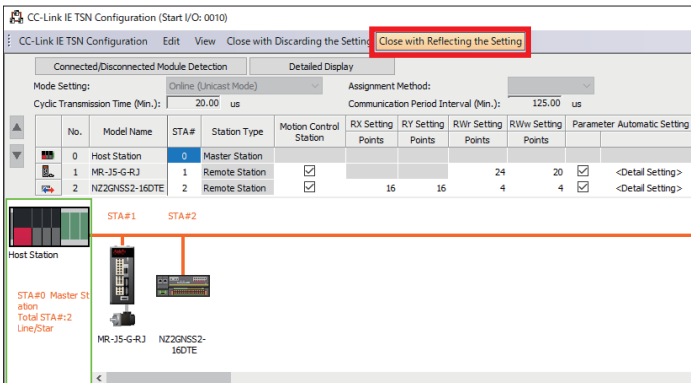 CC-Link IE TSN Configuration (Start I/O: 0010)
CC-Link IE TSN Configuration Edit View Close with Discarding the Setting Close with Reflecting the Setting
Connected/Disconnected Module Detection Detailed Display
Mode Setting: Online (Unicast Mode) Assignment Method:
Cyclic Transmission Time (Min.): 20.00 us Communication Period Interval (Min.): 125.00 us
No. Model Name STA# Station Type Motion Control Station RX Setting RY Setting RWr Setting RWw Setting Parameter Automatic Setting
Points Points Points Points
0 Host Station 0 Master Station
1 MR-J5-G-RJ 1 Remote Station 24 20 <Detail Setting>
2 NZ2GNSS2-16DTE 2 Remote Station 16 16 4 4 <Detail Setting>
STA#1 STA#2
Host Station
STA#0 Master St
ation
Total STA#:2
Line/Star
MR-J5-G-RJ NZ2GNSS2-
16DTE